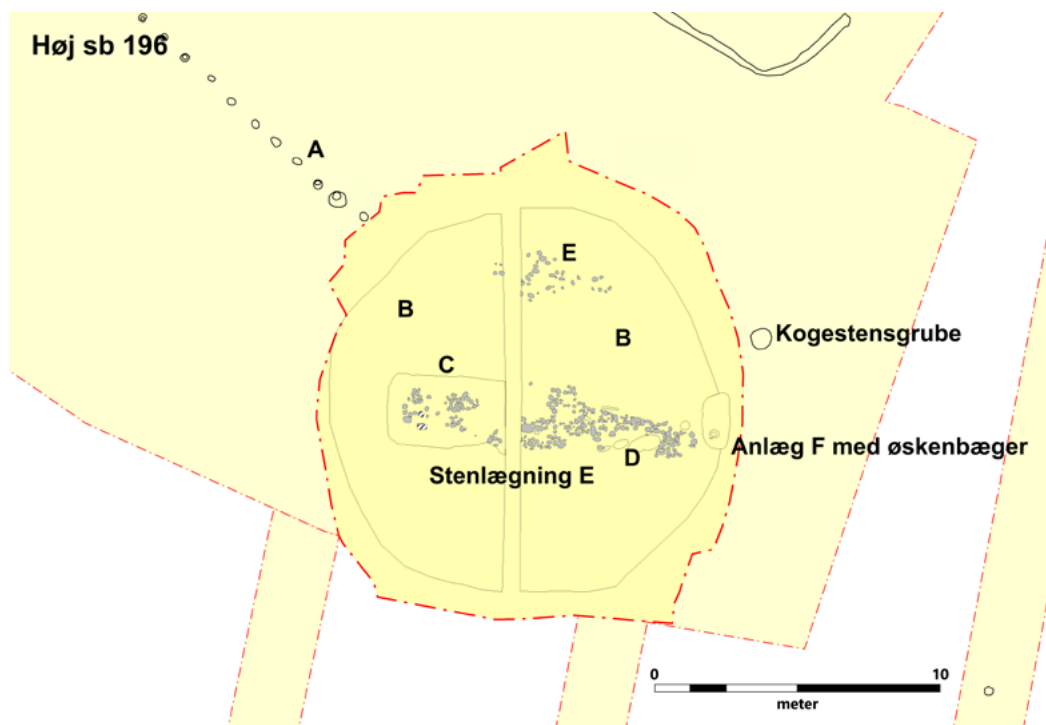 Høj sb 196
A
E
B
B
Kogestensgrube
C
Anlæg F med øskenbæger
D
Stenlægning E
0 10
meter